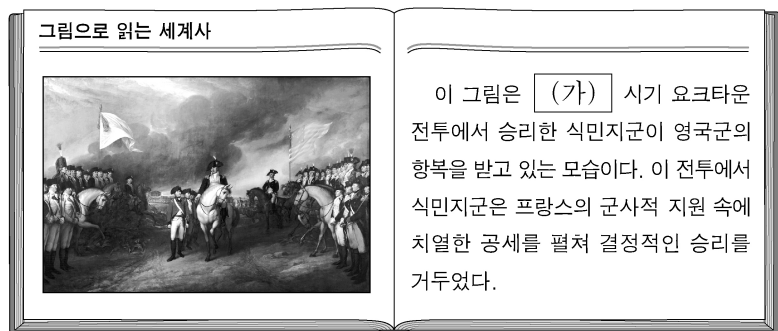 그림으로 읽는 세계사
이 그림은 (가) 시기 요크타운
전투에서 승리한 식민지군이 영국군의
항복을 받고 있는 모습이다. 이 전투에서
식민지군은 프랑스의 군사적 지원 속에
치열한 공세를 펼쳐 결정적인 승리를
거두었다.